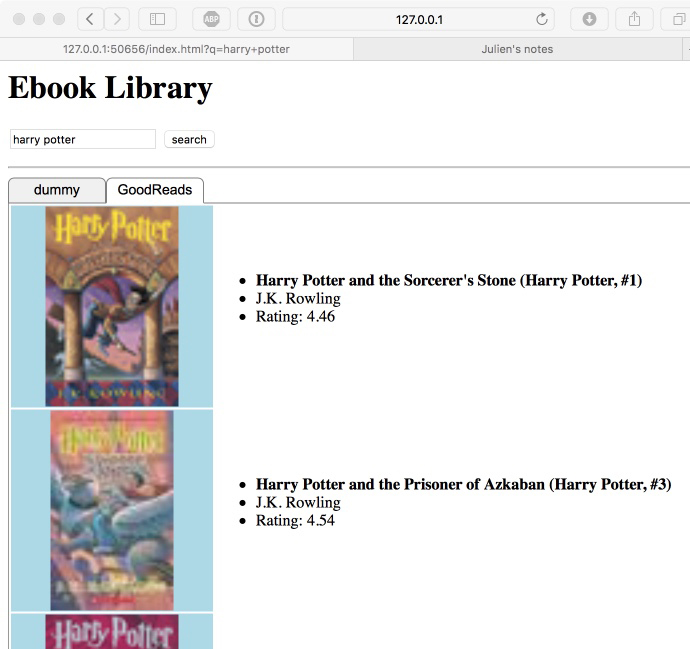 ABP
127.0.0.1
127.0.0.1:50656/index.html?q=harry+potter
Julien's notes
Ebook Library
harry potter
search
dummy
GoodReads
Harry Potter
J.K. ROWLING
Harry Potter and the Sorcerer's Stone (Harry Potter, #1)
J.K. Rowling
Rating: 4.46
Harry Potter
Harry Potter and the Prisoner of Azkaban (Harry Potter, #3)
J.K. Rowling
Rating: 4.54
Harry Potter